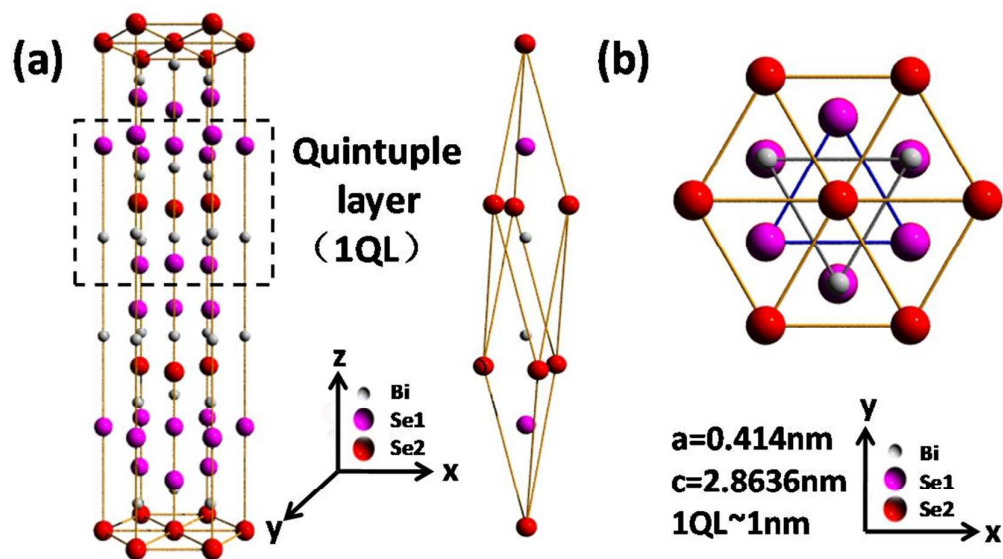 (a)
Quintuple
layer
（1QL）
z
x
y
Bi
Se1
Se2
(b)
a=0.414nm
c=2.8636nm
1QL~1nm
y
x
Bi
Se1
Se2